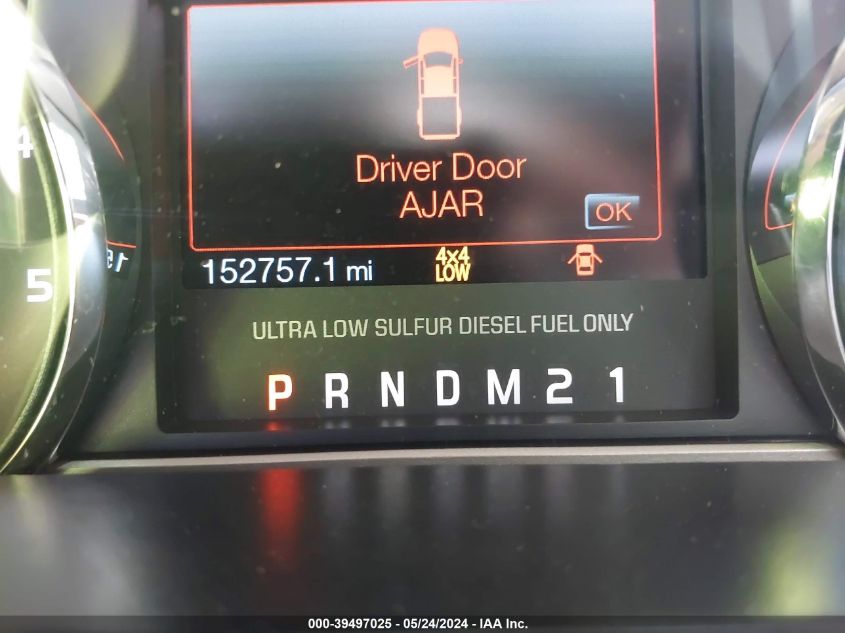 Driver Door
AJAR
OK
4
5
er
152757.1 mi
4x4
LOW
ULTRA LOW SULFUR DIESEL FUEL ONLY
P R N D M 2 1
000-39497025 - 05/24/2024 - IAA Inc.